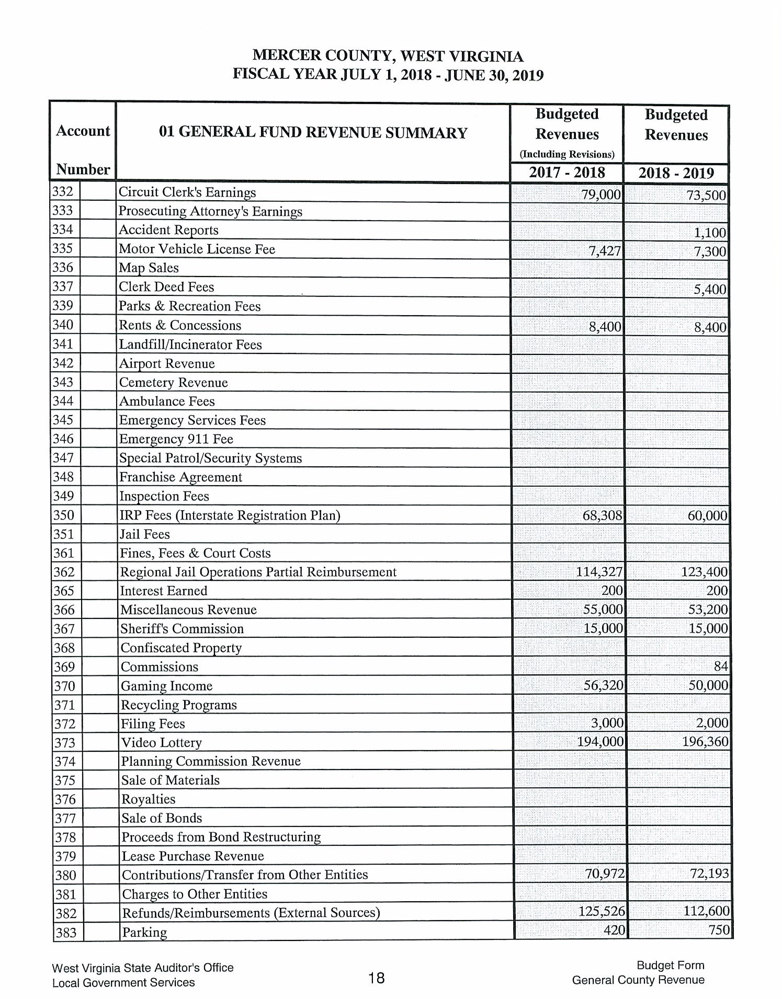 MERCER COUNTY, WEST VIRGINIA
FISCAL YEAR JULY 1, 2018 - JUNE 30, 2019
Account Number 01 GENERAL FUND REVENUE SUMMARY Budgeted Revenues (Including Revisions) 2017 - 2018 Budgeted Revenues 2018 - 2019
332 Circuit Clerk's Earnings 79,000 73,500
333 Prosecuting Attorney's Earnings
334 Accident Reports 1,100
335 Motor Vehicle License Fee 7,427 7,300
336 Map Sales
337 Clerk Deed Fees 5,400
339 Parks & Recreation Fees
340 Rents & Concessions 8,400 8,400
341 Landfill/Incinerator Fees
342 Airport Revenue
343 Cemetery Revenue
344 Ambulance Fees
345 Emergency Services Fees
346 Emergency 911 Fee
347 Special Patrol/Security Systems
348 Franchise Agreement
349 Inspection Fees
350 IRP Fees (Interstate Registration Plan) 68,308 60,000
351 Jail Fees
361 Fines, Fees & Court Costs
362 Regional Jail Operations Partial Reimbursement 114,327 123,400
365 Interest Earned 200 200
366 Miscellaneous Revenue 55,000 53,200
367 Sheriff's Commission 15,000 15,000
368 Confiscated Property
369 Commissions 84
370 Gaming Income 56,320 50,000
371 Recycling Programs
372 Filing Fees 3,000 2,000
373 Video Lottery 194,000 196,360
374 Planning Commission Revenue
375 Sale of Materials
376 Royalties
377 Sale of Bonds
378 Proceeds from Bond Restructuring
379 Lease Purchase Revenue
380 Contributions/Transfer from Other Entities 70,972 72,193
381 Charges to Other Entities
382 Refunds/Reimbursements (External Sources) 125,526 112,600
383 Parking 420 750
West Virginia State Auditor's Office
Local Government Services
18
Budget Form
General County Revenue